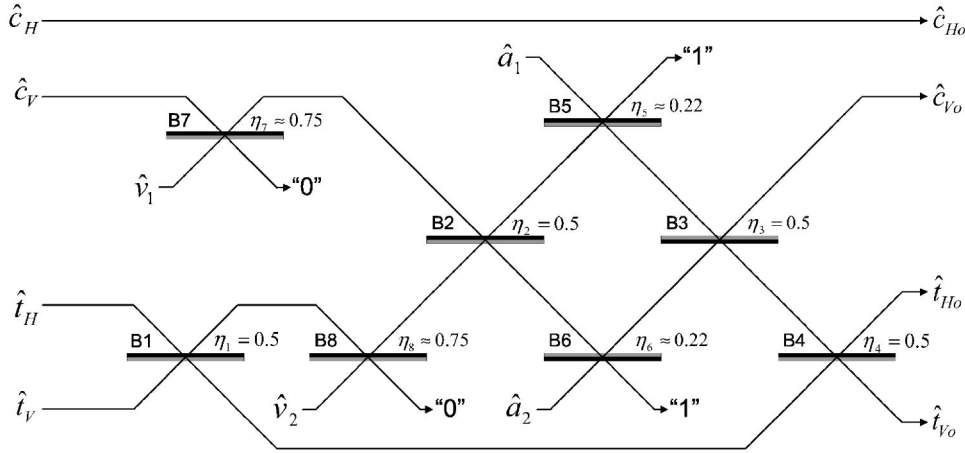 ĉ_H ĉ_Ho
â_1 "1"
ĉ_V B7 η_7 ≈ 0.75 B5 η_5 ≈ 0.22 ĉ_Vo
v̂_1 "0"
B2 η_2 = 0.5 B3 η_3 = 0.5
t̂_H t̂_Ho
B1 η_1 = 0.5 B8 η_8 ≈ 0.75 B6 η_6 ≈ 0.22 B4 η_4 = 0.5
t̂_V v̂_2 "0" â_2 "1" t̂_Vo